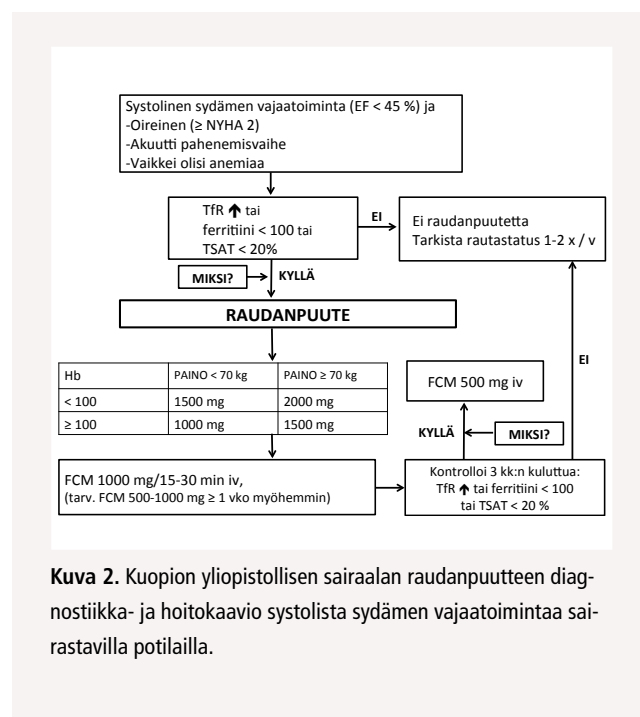 Systolinen sydämen vajaatoiminta (EF < 45 %) ja
-Oireinen (≥ NYHA 2)
-Akuutti pahenemisvaihe
-Vaikkei olisi anemiaa
TfR ↑ tai
ferritiini < 100 tai
TSAT < 20%
EI
Ei raudanpuutetta
Tarkista rautastatus 1-2 x / v
MIKSI?
KYLLÄ
RAUDANPUUTE
Hb PAINO < 70 kg PAINO ≥ 70 kg
< 100 1500 mg 2000 mg
≥ 100 1000 mg 1500 mg
FCM 500 mg iv
EI
KYLLÄ
MIKSI?
FCM 1000 mg/15-30 min iv,
(tarv. FCM 500-1000 mg ≥ 1 vko myöhemmin)
Kontrolloi 3 kk:n kuluttua:
TfR ↑ tai ferritiini < 100
tai TSAT < 20 %
Kuva 2. Kuopion yliopistollisen sairaalan raudanpuutteen diag-
nostiikka- ja hoitokaavio systolista sydämen vajaatoimintaa sai-
rastavilla potilailla.